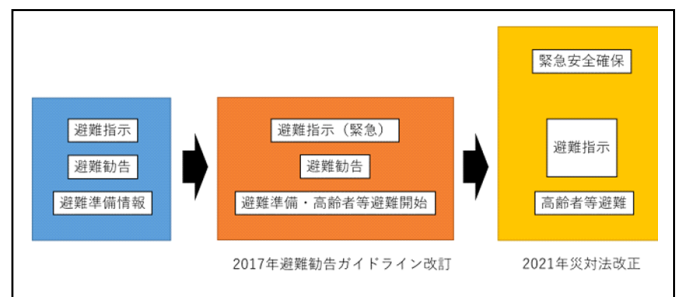 避難指示
避難勧告
避難準備情報
避難指示（緊急）
避難勧告
避難準備・高齢者等避難開始
2017年避難勧告ガイドライン改訂
緊急安全確保
避難指示
高齢者等避難
2021年災対法改正